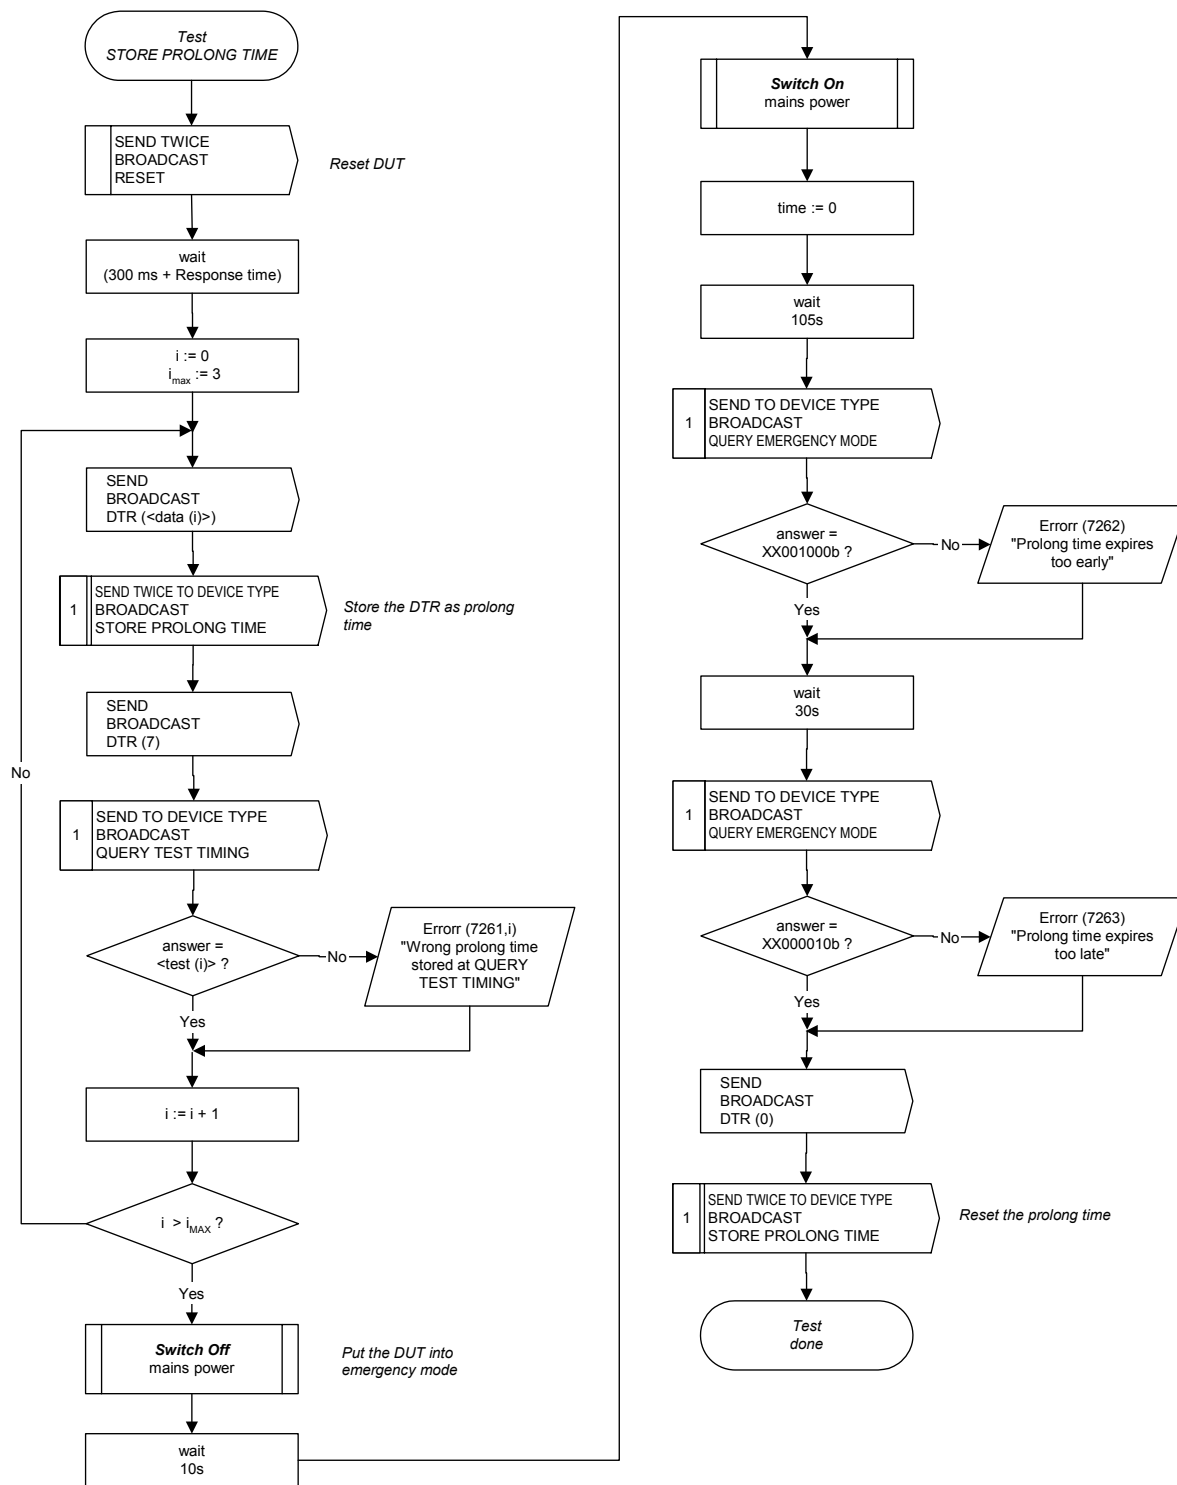 Test
STORE PROLONG TIME
SEND TWICE
BROADCAST
RESET
Reset DUT
wait
(300 ms + Response time)
i := 0
imax := 3
SEND
BROADCAST
DTR (<data (i)>)
1
SEND TWICE TO DEVICE TYPE
BROADCAST
STORE PROLONG TIME
Store the DTR as prolong
time
SEND
BROADCAST
DTR (7)
No
1
SEND TO DEVICE TYPE
BROADCAST
QUERY TEST TIMING
answer =
<test (i)> ?
No
Errorr (7261,i)
"Wrong prolong time
stored at QUERY
TEST TIMING"
Yes
i := i + 1
i > iMAX ?
Yes
Switch Off
mains power
Put the DUT into
emergency mode
wait
10s
Switch On
mains power
time := 0
wait
105s
1
SEND TO DEVICE TYPE
BROADCAST
QUERY EMERGENCY MODE
answer =
XX001000b ?
No
Errorr (7262)
"Prolong time expires
too early"
Yes
wait
30s
1
SEND TO DEVICE TYPE
BROADCAST
QUERY EMERGENCY MODE
answer =
XX000010b ?
No
Errorr (7263)
"Prolong time expires
too late"
Yes
SEND
BROADCAST
DTR (0)
1
SEND TWICE TO DEVICE TYPE
BROADCAST
STORE PROLONG TIME
Reset the prolong time
Test
done